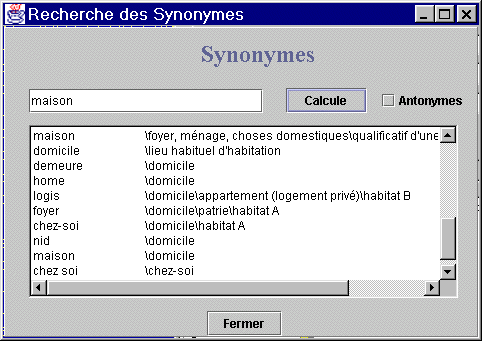 Recherche des Synonymes
Synonymes
maison Calcule Antonymes
maison \foyer, ménage, choses domestiques\qualificatif d'une
domicile \lieu habituel d'habitation
demeure \domicile
home \domicile
logis \domicile\appartement (logement privé)\habitat B
foyer \domicile\patrie\habitat A
chez-soi \domicile\habitat A
nid \domicile
maison \domicile
chez soi \chez-soi
Fermer